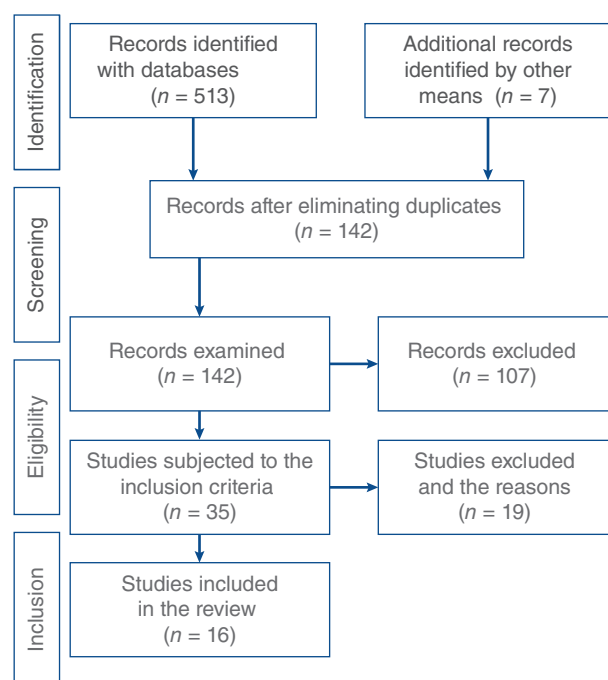 Identification
Records identified
with databases
(n = 513)
Additional records
identified by other
means (n = 7)
Screening
Records after eliminating duplicates
(n = 142)
Records examined
(n = 142)
Records excluded
(n = 107)
Eligibility
Studies subjected to the
inclusion criteria
(n = 35)
Studies excluded
and the reasons
(n = 19)
Inclusion
Studies included
in the review
(n = 16)